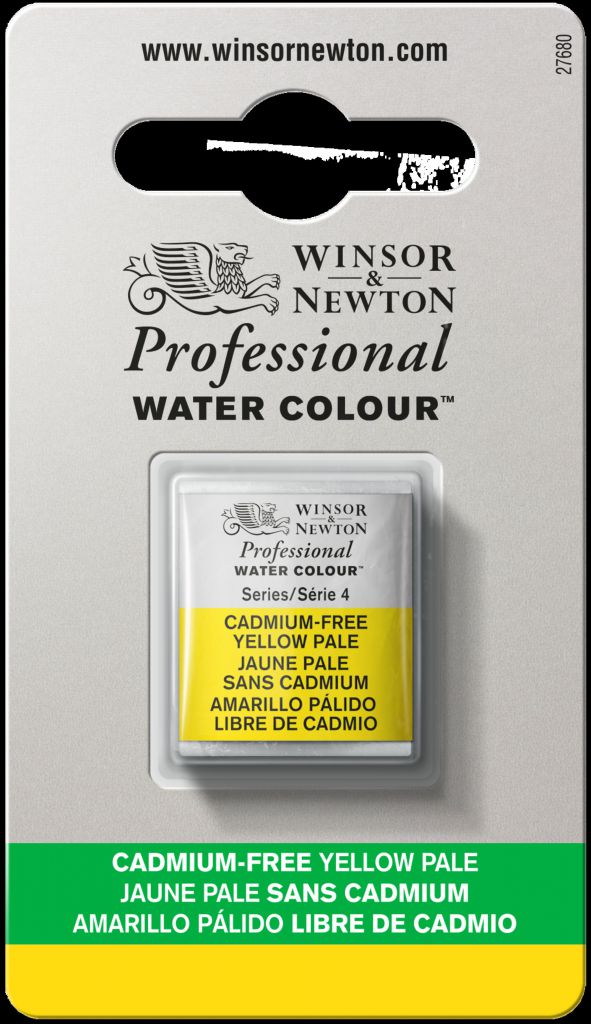 www.winsornewton.com
27680
WINSOR
&
NEWTON
Professional
WATER COLOUR™
WINSOR
&
NEWTON
Professional
WATER COLOUR™
Series/Série 4
CADMIUM-FREE
YELLOW PALE
JAUNE PALE
SANS CADMIUM
AMARILLO PÁLIDO
LIBRE DE CADMIO
CADMIUM-FREE YELLOW PALE
JAUNE PALE SANS CADMIUM
AMARILLO PÁLIDO LIBRE DE CADMIO